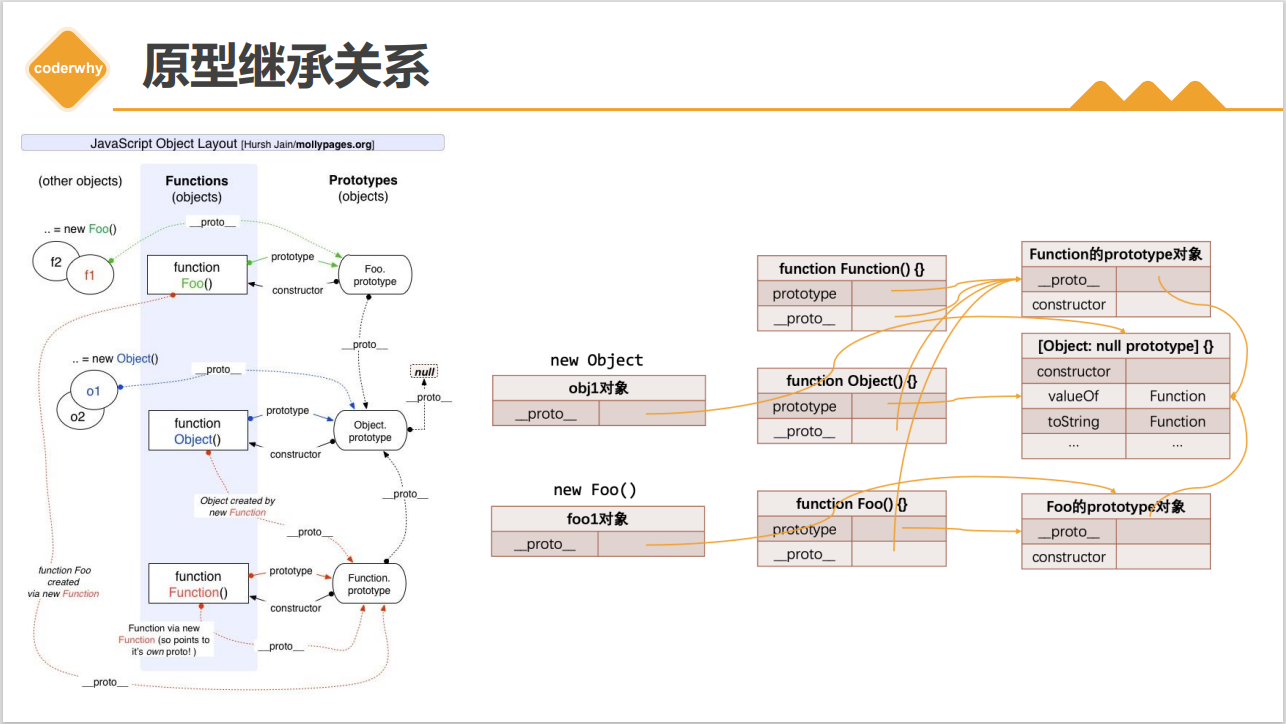 coderwhy
原型继承关系
JavaScript Object Layout [Hursh Jain/mollypages.org]
(other objects)
Functions
(objects)
Prototypes
(objects)
.. = new Foo()
f2
f1
__proto__
function
Foo()
prototype
constructor
Foo.
prototype
__proto__
.. = new Object()
o1
o2
__proto__
function
Object()
prototype
constructor
Object.
prototype
null
__proto__
Object created by
new Function
__proto__
__proto__
function Foo
created
via new Function
function
Function()
prototype
constructor
Function.
prototype
Function via new
Function (so points to
it's own proto! )
__proto__
__proto__
new Object
obj1对象
__proto__
new Foo()
foo1对象
__proto__
function Function() {}
prototype
__proto__
function Object() {}
prototype
__proto__
function Foo() {}
prototype
__proto__
Function的prototype对象
__proto__
constructor
[Object: null prototype] {}
constructor
valueOf Function
toString Function
... ...
Foo的prototype对象
__proto__
constructor